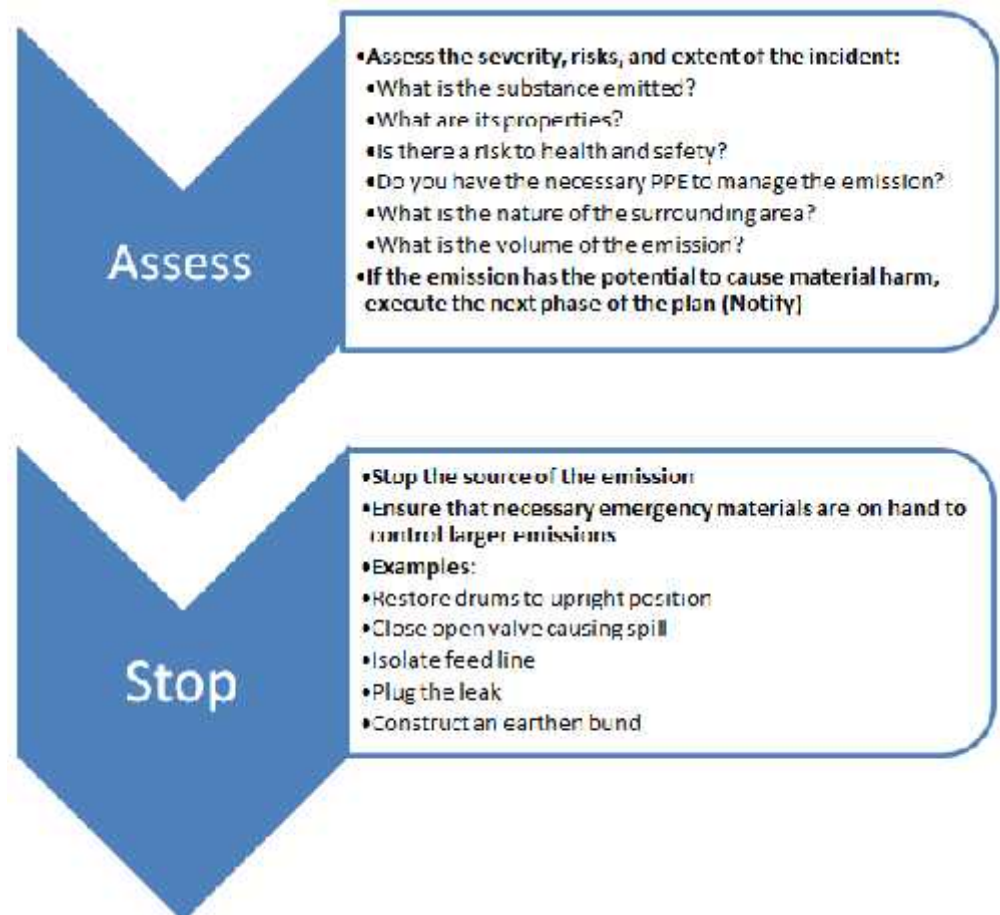 Assess
•Assess the severity, risks, and extent of the incident:
•What is the substance emitted?
•What are its properties?
•Is there a risk to health and safety?
•Do you have the necessary PPE to manage the emission?
•What is the nature of the surrounding area?
•What is the volume of the emission?
•If the emission has the potential to cause material harm,
execute the next phase of the plan (Notify)
Stop
•Stop the source of the emission
•Ensure that necessary emergency materials are on hand to
control larger emissions
•Examples:
•Restore drums to upright position
•Close open valve causing spill
•Isolate feed line
•Plug the leak
•Construct an earthen bund